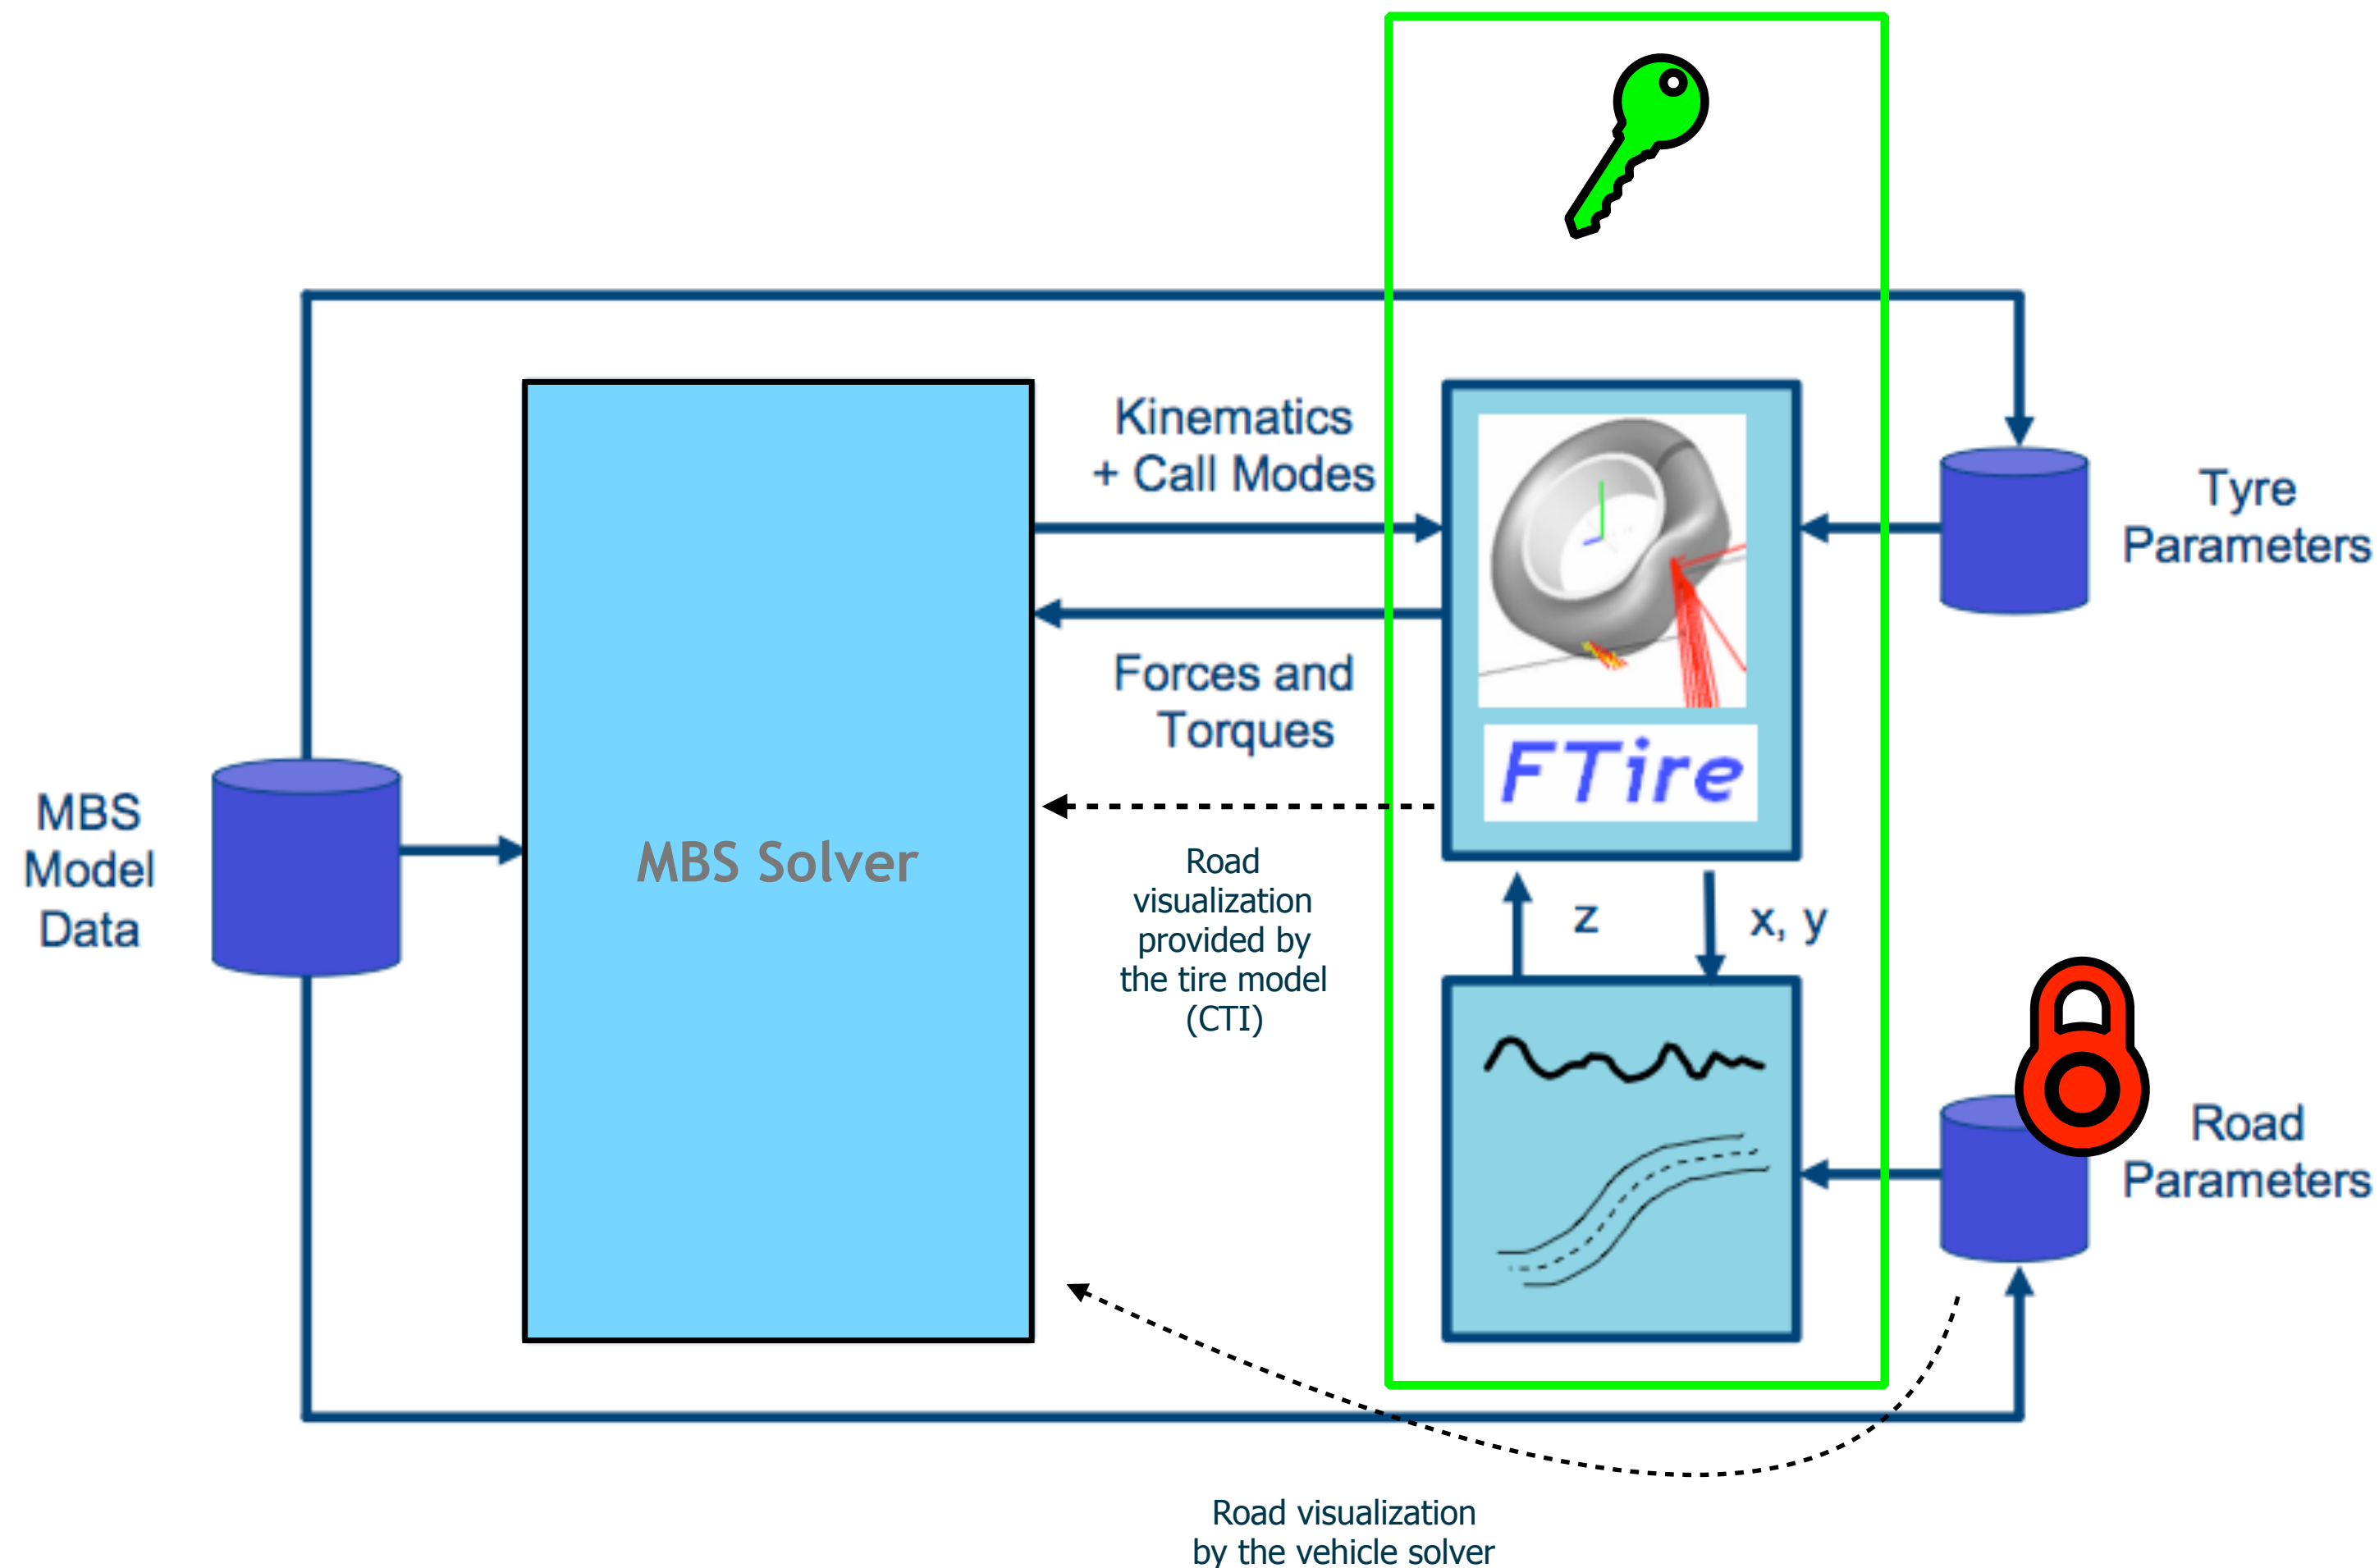 Kinematics
+ Call Modes
Tyre
Parameters
Forces and
Torques
FTire
MBS
Model
Data
MBS Solver
Road
visualization
provided by
the tire model
(CTI)
z
x, y
Road
Parameters
Road visualization
by the vehicle solver